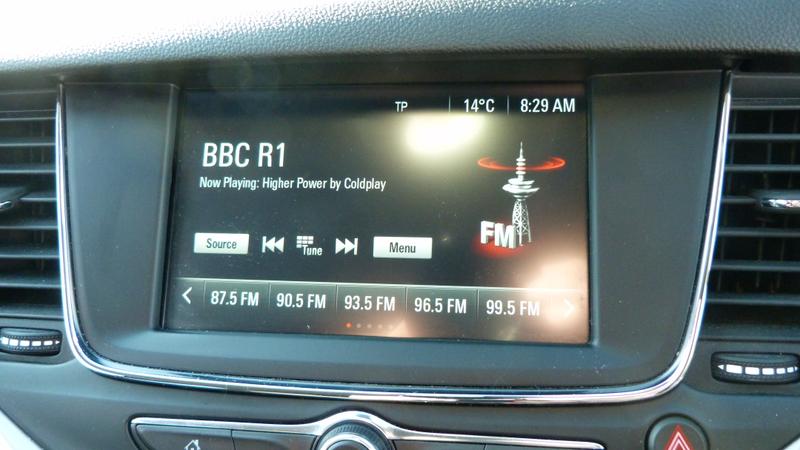 TP 14°C 8:29 AM
BBC R1
Now Playing: Higher Power by Coldplay
FM
Source Tune Menu
87.5 FM 90.5 FM 93.5 FM 96.5 FM 99.5 FM